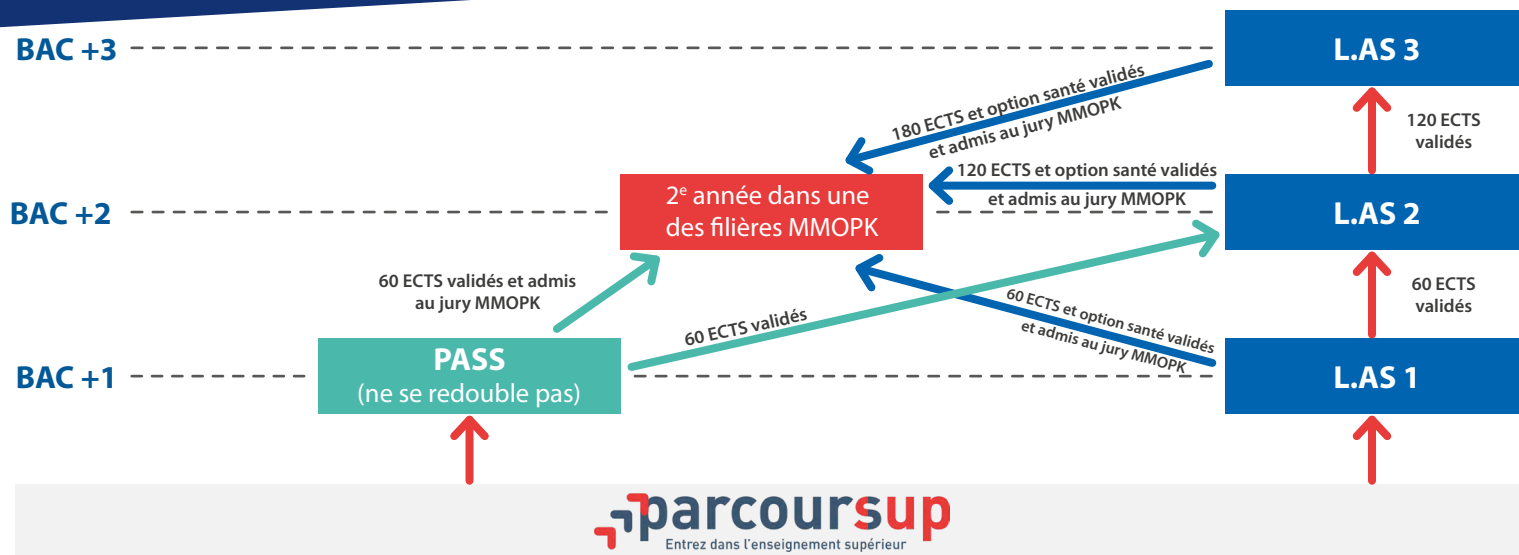 BAC +3
L.AS 3
180 ECTS et option santé validés
et admis au jury MMOPK
120 ECTS
validés
120 ECTS et option santé validés
et admis au jury MMOPK
BAC +2
2e année dans une
des filières MMOPK
L.AS 2
60 ECTS validés et admis
au jury MMOPK
60 ECTS validés
60 ECTS et option santé validés
et admis au jury MMOPK
60 ECTS
validés
BAC +1
PASS
(ne se redouble pas)
L.AS 1
parcoursup
Entrez dans l'enseignement supérieur